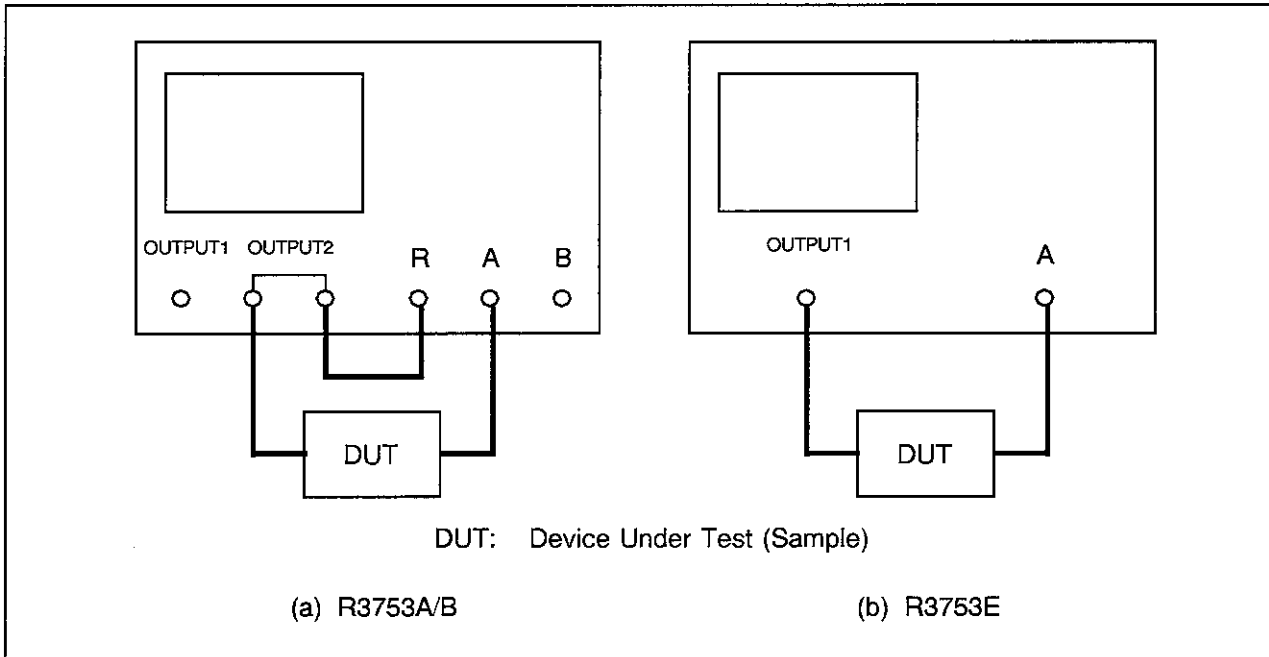 OUTPUT1 OUTPUT2 R A B
DUT
OUTPUT1 A
DUT
DUT: Device Under Test (Sample)
(a) R3753A/B
(b) R3753E